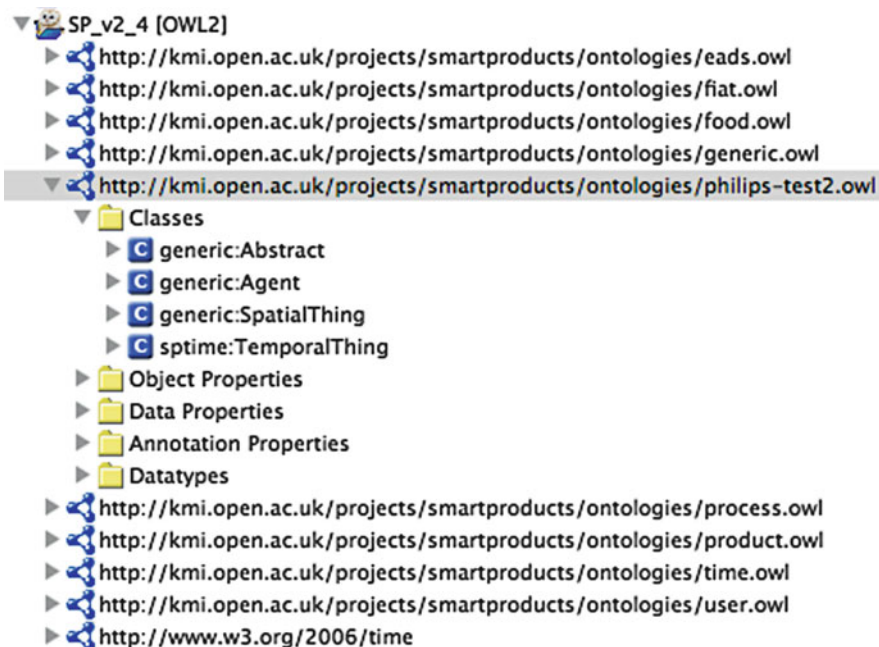 SP_v2_4 [OWL2]
http://kmi.open.ac.uk/projects/smartproducts/ontologies/eads.owl
http://kmi.open.ac.uk/projects/smartproducts/ontologies/fiat.owl
http://kmi.open.ac.uk/projects/smartproducts/ontologies/food.owl
http://kmi.open.ac.uk/projects/smartproducts/ontologies/generic.owl
http://kmi.open.ac.uk/projects/smartproducts/ontologies/philips-test2.owl
Classes
C generic:Abstract
C generic:Agent
C generic:SpatialThing
C sptime:TemporalThing
Object Properties
Data Properties
Annotation Properties
Datatypes
http://kmi.open.ac.uk/projects/smartproducts/ontologies/process.owl
http://kmi.open.ac.uk/projects/smartproducts/ontologies/product.owl
http://kmi.open.ac.uk/projects/smartproducts/ontologies/time.owl
http://kmi.open.ac.uk/projects/smartproducts/ontologies/user.owl
http://www.w3.org/2006/time